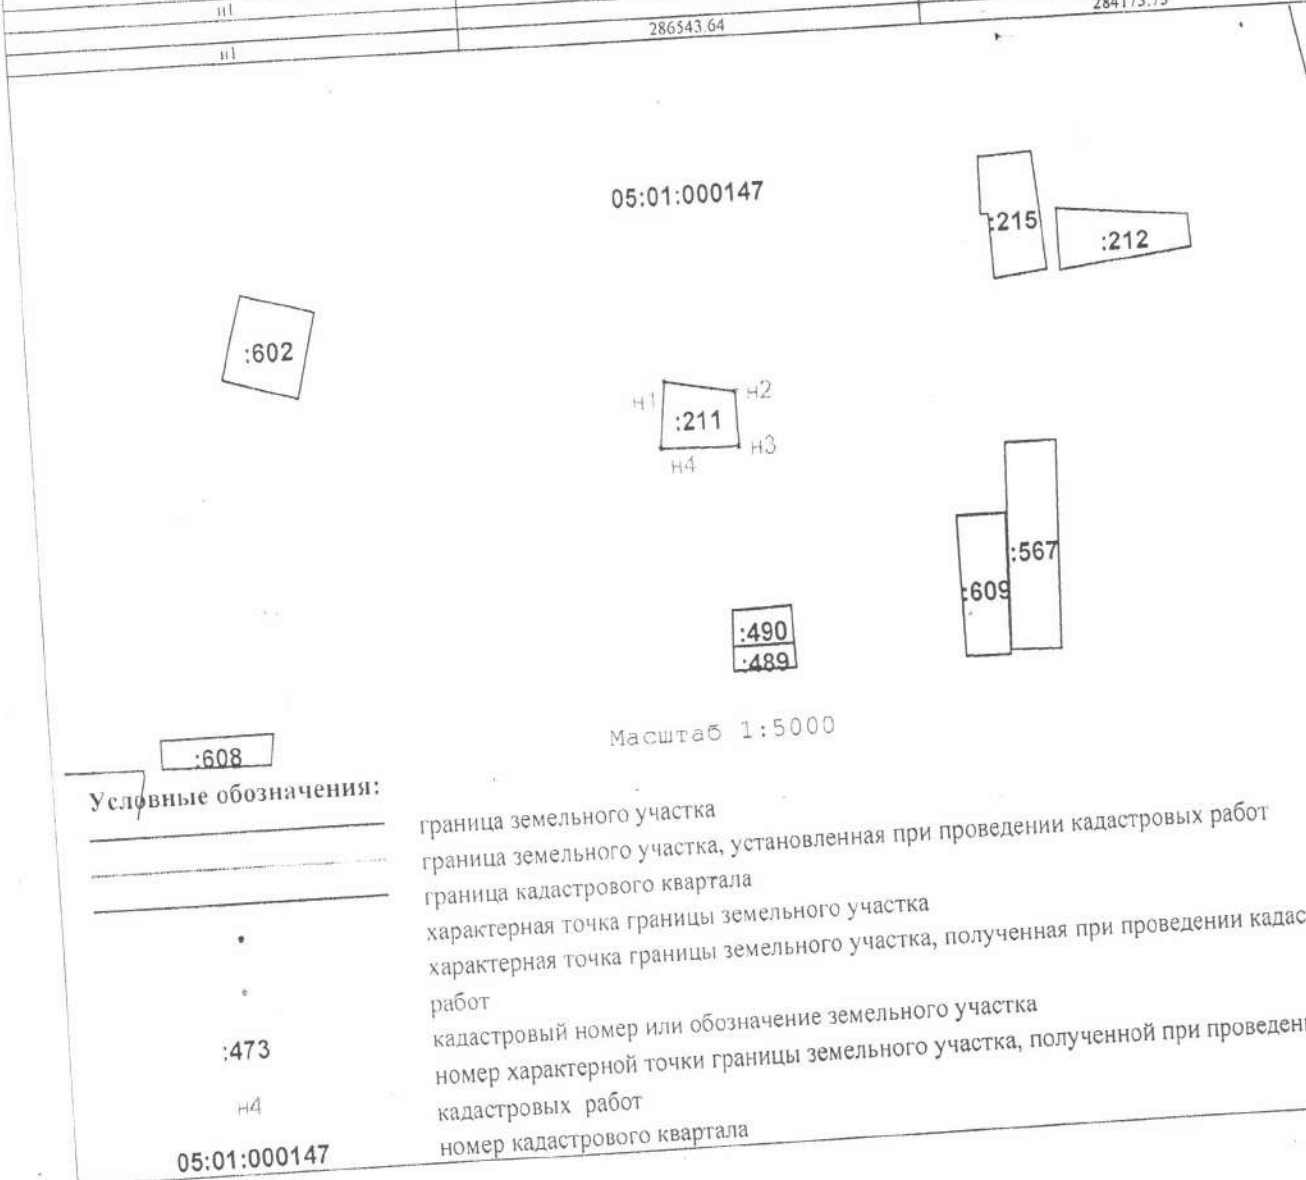 н1
286543.64
н1
05:01:000147
:215
:212
:602
н1
н2
:211
н3
н4
:567
:609
:490
:489
Масштаб 1:5000
:608
Условные обозначения:
граница земельного участка
граница земельного участка, установленная при проведении кадастровых работ
граница кадастрового квартала
характерная точка границы земельного участка
характерная точка границы земельного участка, полученная при проведении кадас
работ
:473
кадастровый номер или обозначение земельного участка
номер характерной точки границы земельного участка, полученной при проведен
н4
кадастровых работ
05:01:000147
номер кадастрового квартала